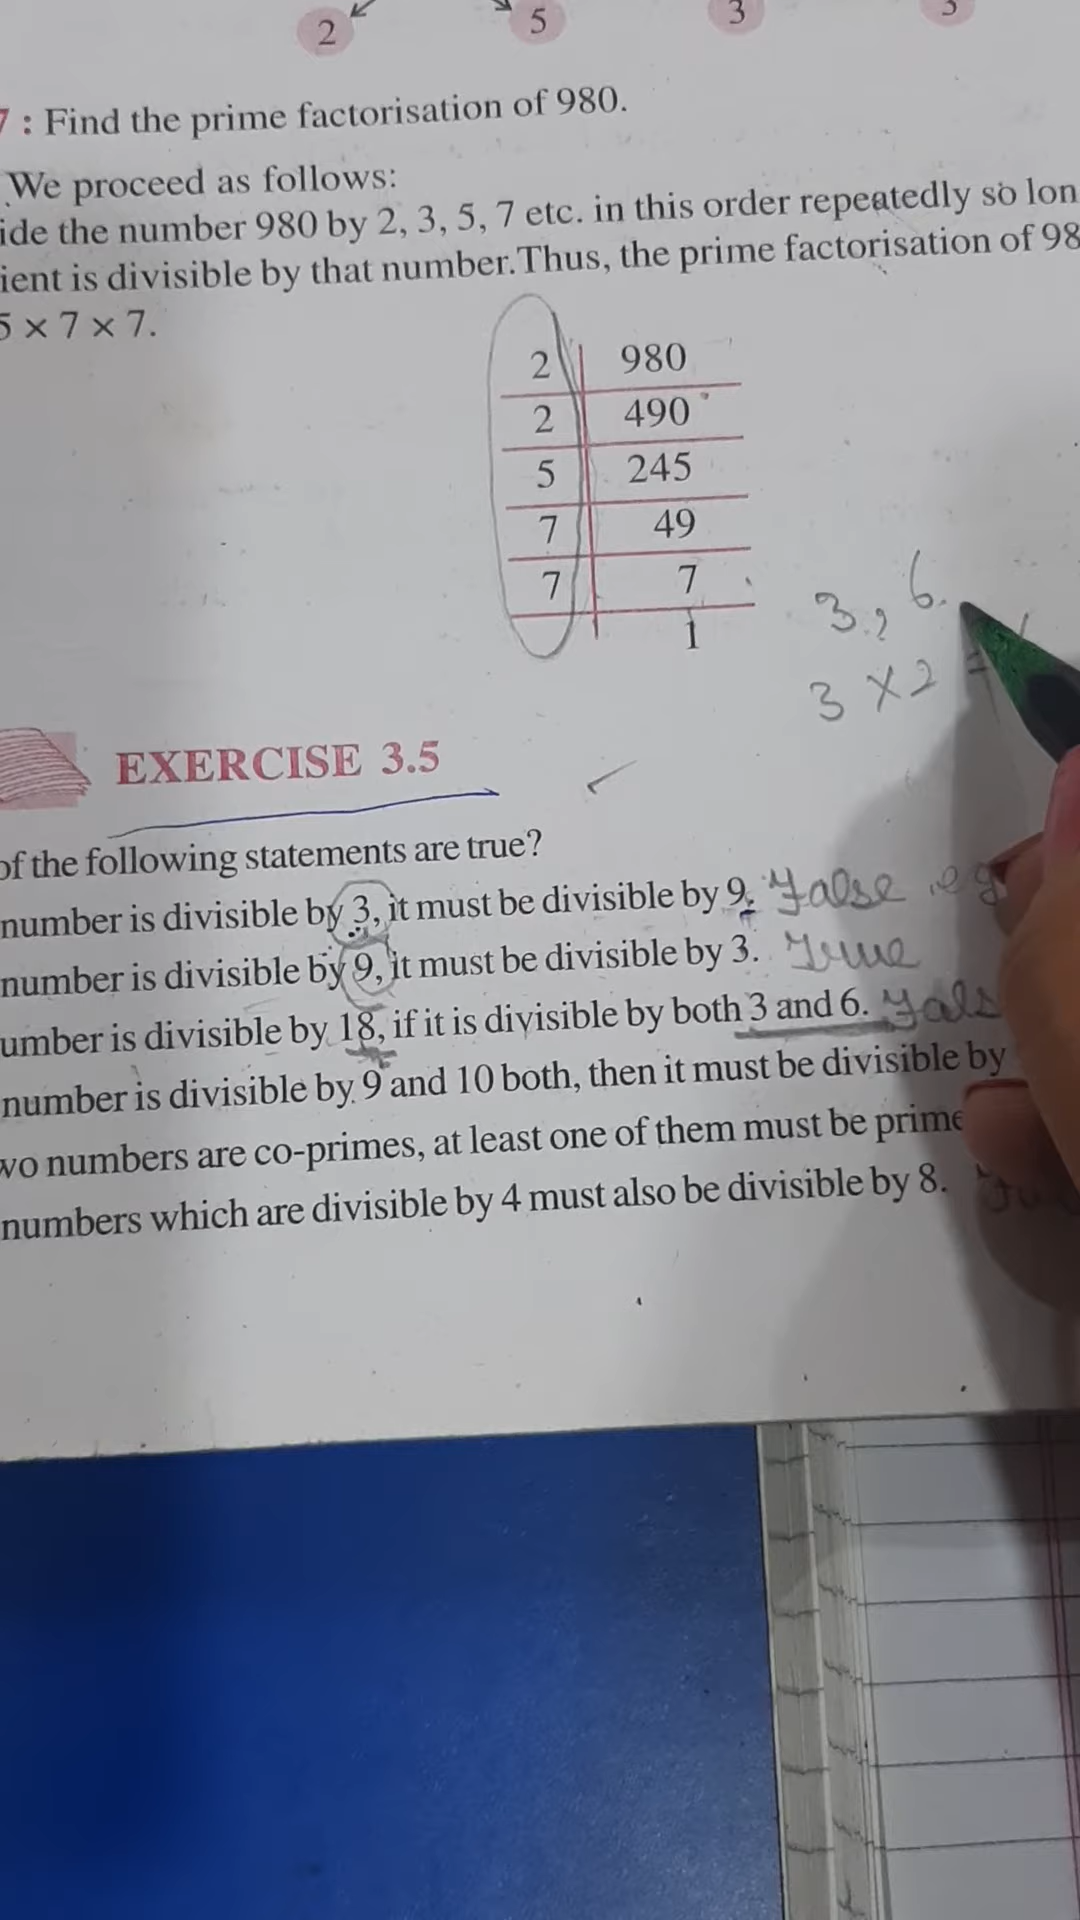 2 5 3 3
7 : Find the prime factorisation of 980.
We proceed as follows:
ide the number 980 by 2, 3, 5, 7 etc. in this order repeatedly so lon
ient is divisible by that number.Thus, the prime factorisation of 98
5 × 7 × 7.
2 980
2 490
5 245
7 49
7 7
1
3, 6
3 × 2 =
EXERCISE 3.5
of the following statements are true?
number is divisible by 3, it must be divisible by 9. False eg
number is divisible by 9, it must be divisible by 3. True
umber is divisible by 18, if it is divisible by both 3 and 6. Fals
number is divisible by 9 and 10 both, then it must be divisible by
wo numbers are co-primes, at least one of them must be prime
numbers which are divisible by 4 must also be divisible by 8.